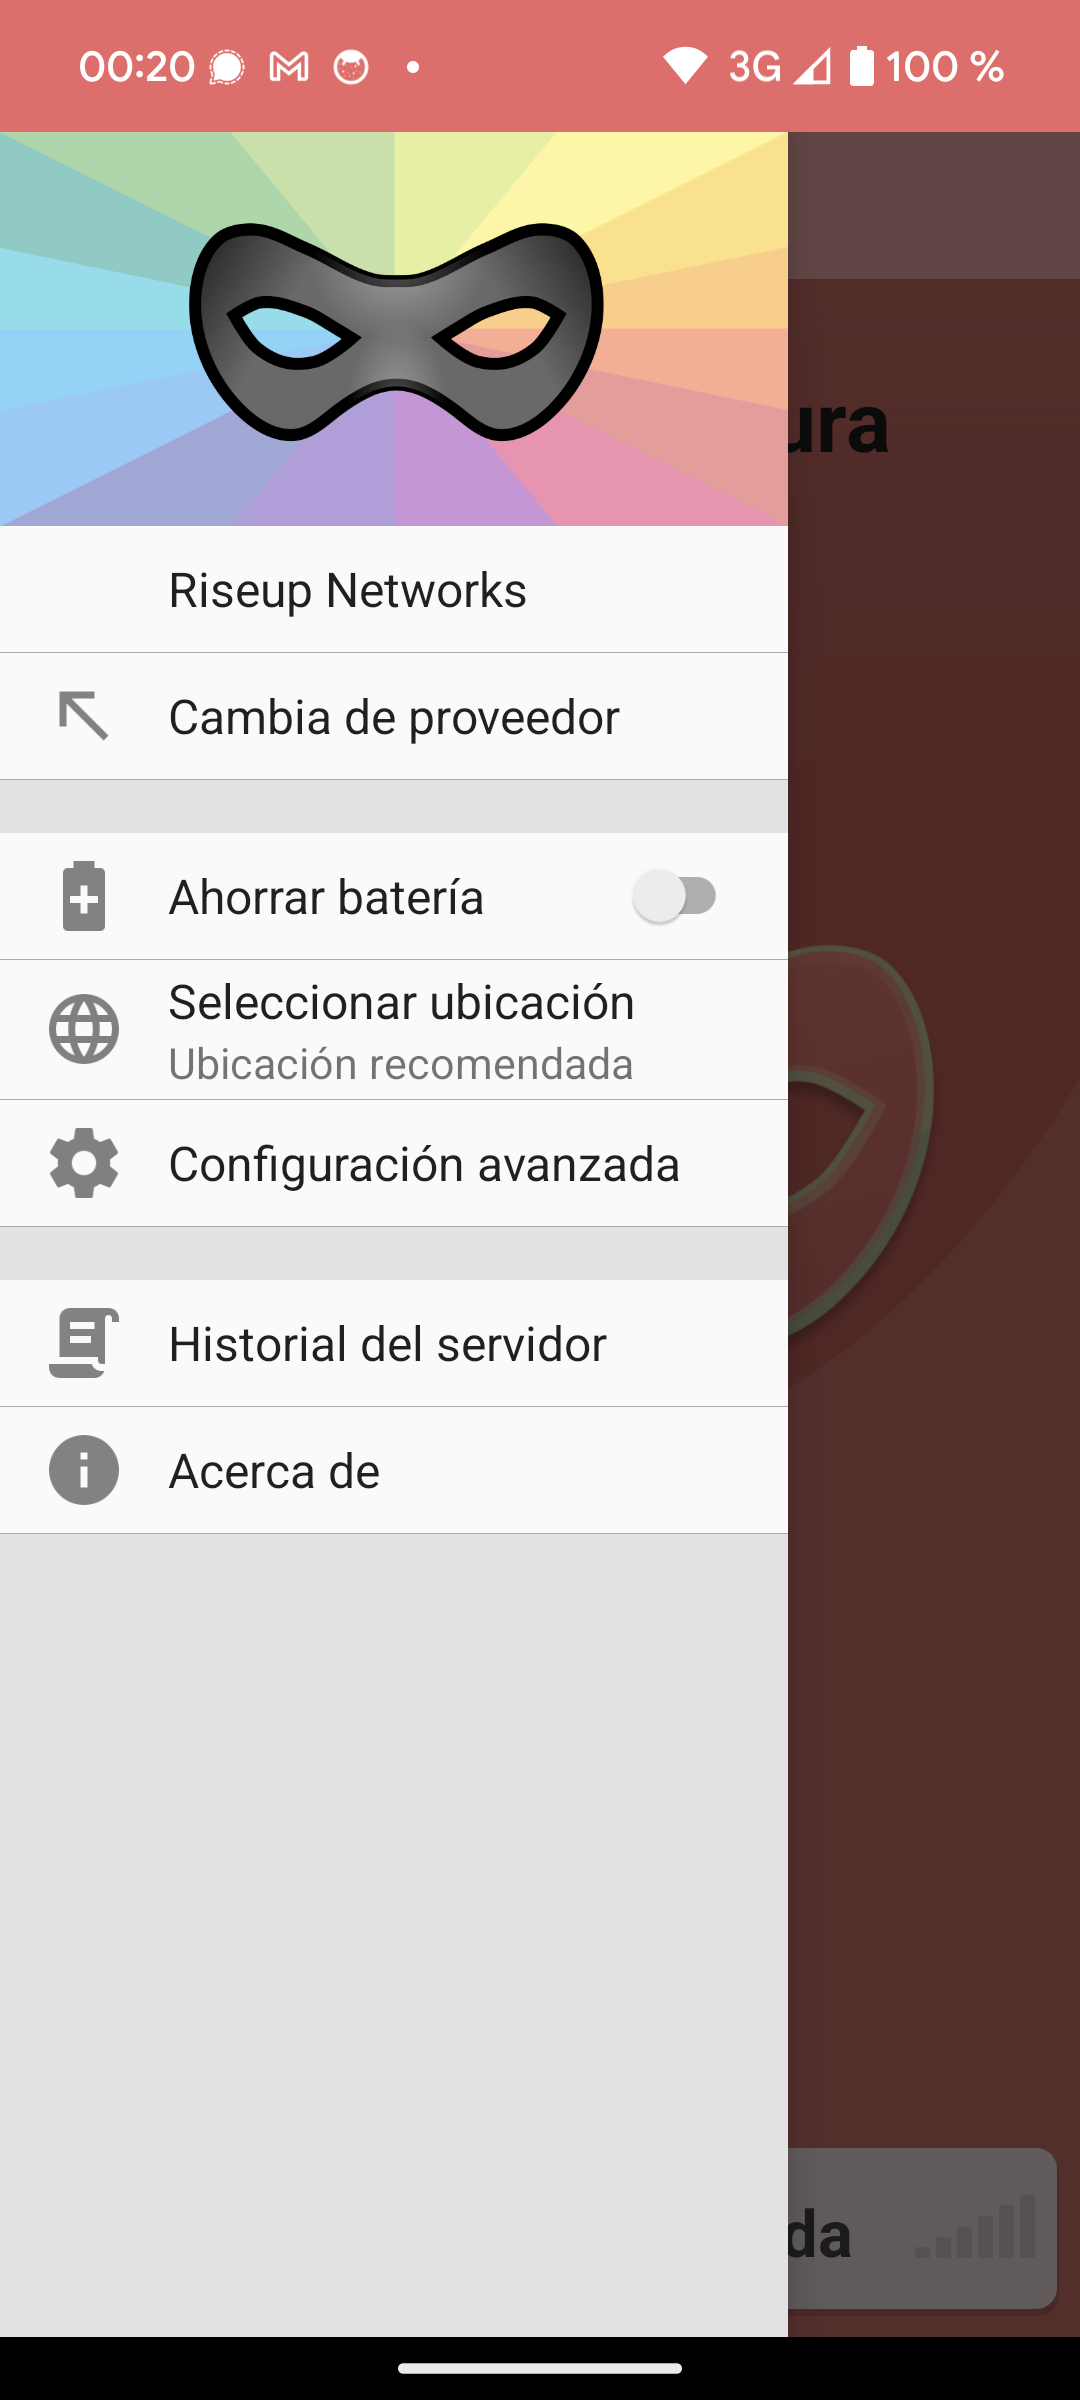 00:20 3G 100 %
ura
Riseup Networks
Cambia de proveedor
Ahorrar batería
Seleccionar ubicación
Ubicación recomendada
Configuración avanzada
Historial del servidor
Acerca de
da